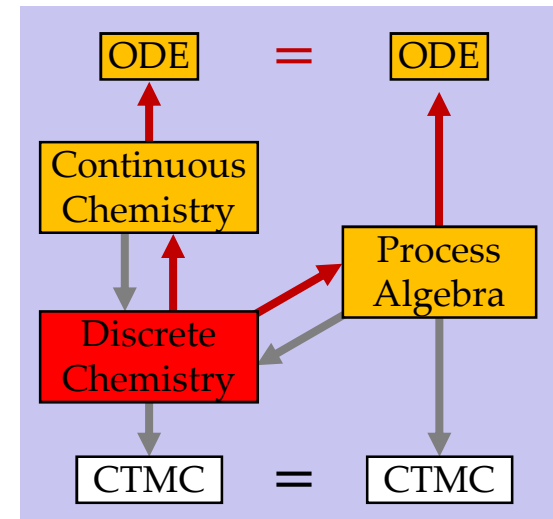 ODE = ODE
Continuous
Chemistry
Process
Algebra
Discrete
Chemistry
CTMC = CTMC